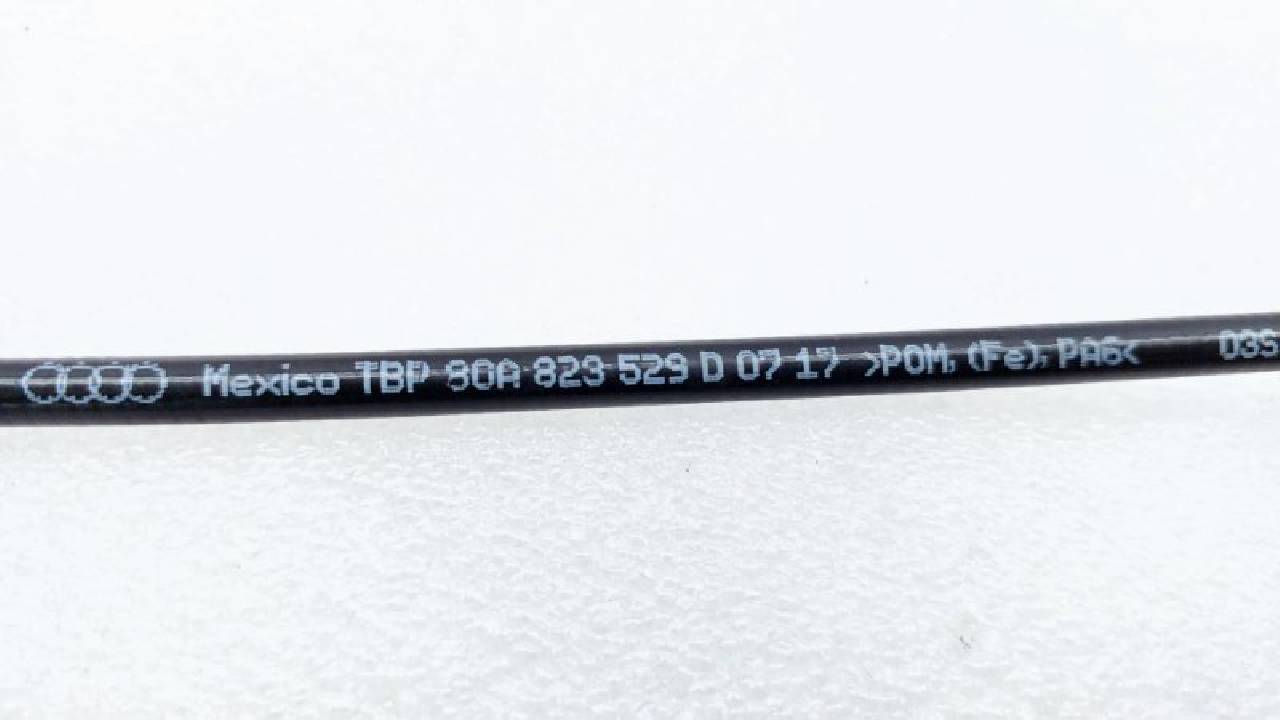 Mexico TBP 80A 823 529 D 07 17 >POM, (Fe), PA6< 03S